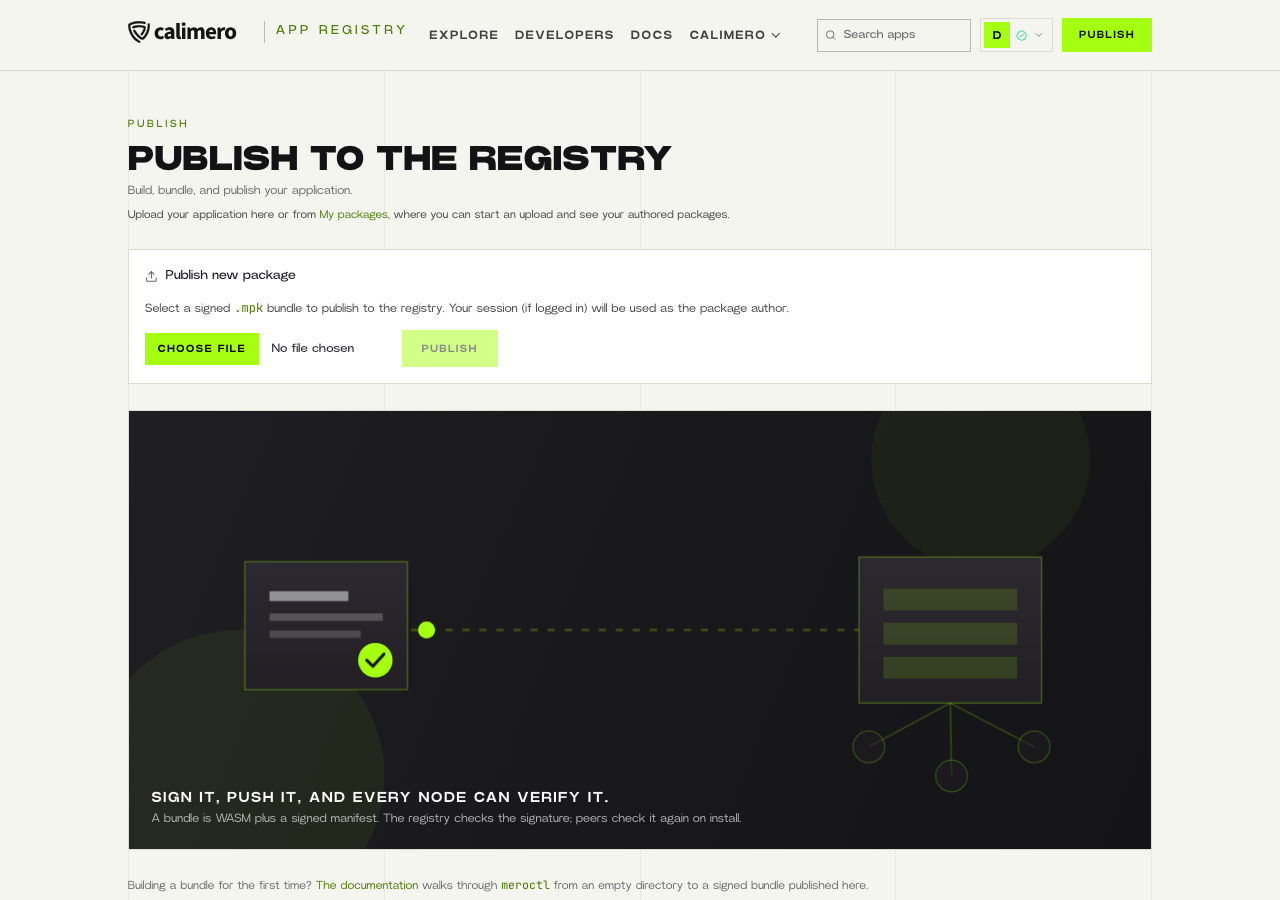 calimero
APP REGISTRY
EXPLORE
DEVELOPERS
DOCS
CALIMERO
Search apps
D
PUBLISH
PUBLISH
PUBLISH TO THE REGISTRY
Build, bundle, and publish your application.
Upload your application here or from My packages, where you can start an upload and see your authored packages.
Publish new package
Select a signed .mpk bundle to publish to the registry. Your session (if logged in) will be used as the package author.
CHOOSE FILE
No file chosen
PUBLISH
SIGN IT, PUSH IT, AND EVERY NODE CAN VERIFY IT.
A bundle is WASM plus a signed manifest. The registry checks the signature; peers check it again on install.
Building a bundle for the first time? The documentation walks through meroctl from an empty directory to a signed bundle published here.